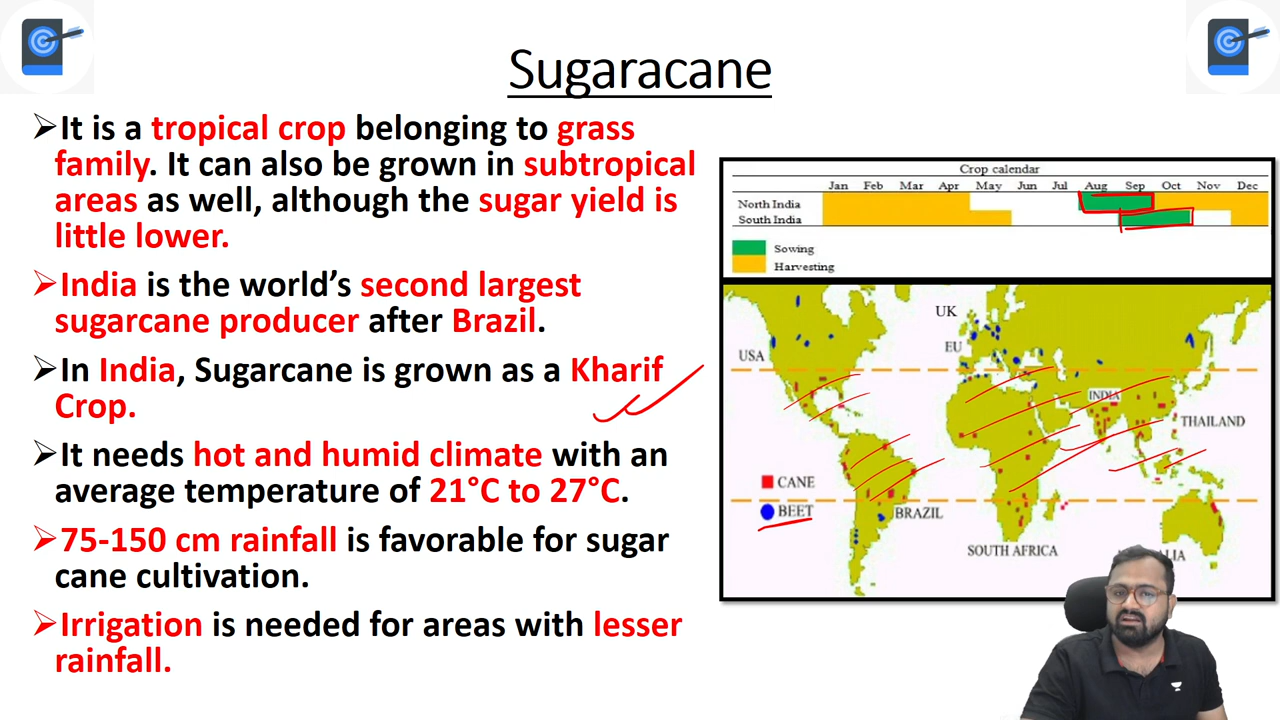 Sugaracane
➢It is a tropical crop belonging to grass
family. It can also be grown in subtropical
areas as well, although the sugar yield is
little lower.
➢India is the world’s second largest
sugarcane producer after Brazil.
➢In India, Sugarcane is grown as a Kharif
Crop.
➢It needs hot and humid climate with an
average temperature of 21°C to 27°C.
➢75-150 cm rainfall is favorable for sugar
cane cultivation.
➢Irrigation is needed for areas with lesser
rainfall.
Crop calendar
Jan Feb Mar Apr May Jun Jul Aug Sep Oct Nov Dec
North India
South India
Sowing
Harvesting
UK
USA
EU
INDIA
THAILAND
CANE
BEET
BRAZIL
SOUTH AFRICA